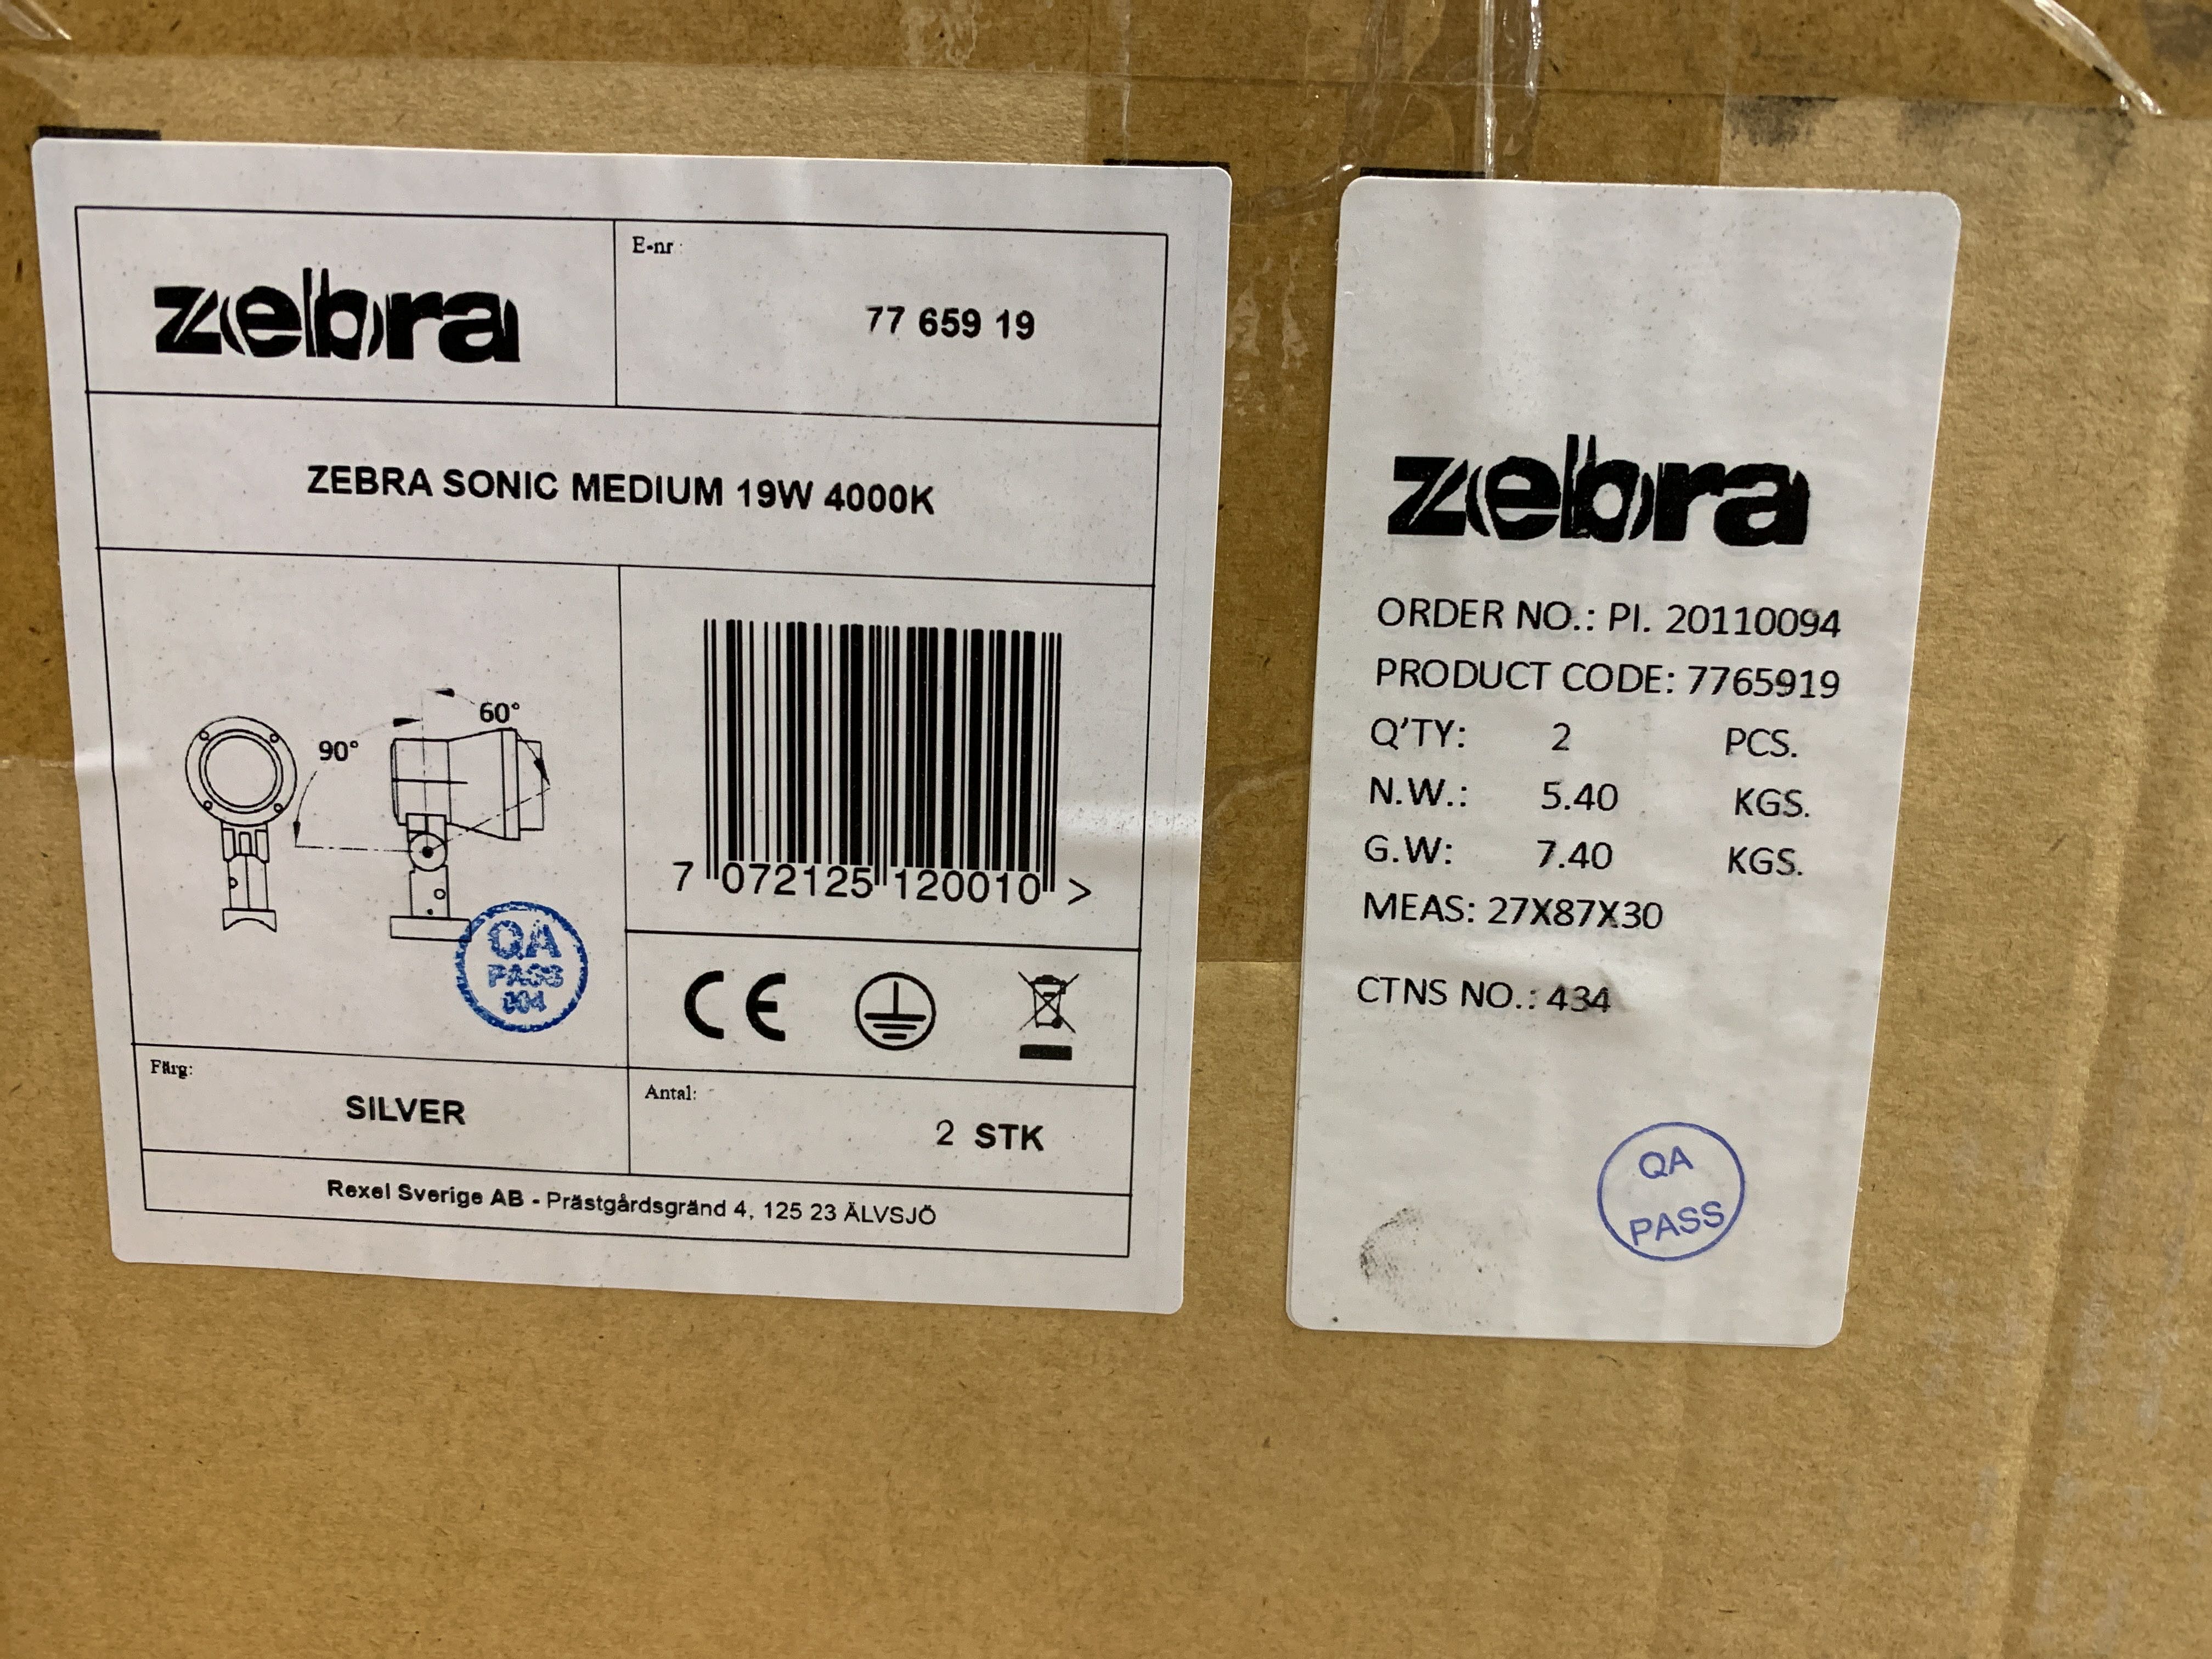 zebra
E-nr :
77 659 19
ZEBRA SONIC MEDIUM 19W 4000K
90°
60°
7 072125 120010 >
QA
PASS
004
CE
Färg:
SILVER
Antal:
2 STK
Rexel Sverige AB - Prästgårdsgränd 4, 125 23 ÄLVSJÖ
zebra
ORDER NO.: PI. 20110094
PRODUCT CODE: 7765919
Q'TY: 2 PCS.
N.W.: 5.40 KGS.
G.W: 7.40 KGS.
MEAS: 27X87X30
CTNS NO.: 434
QA
PASS